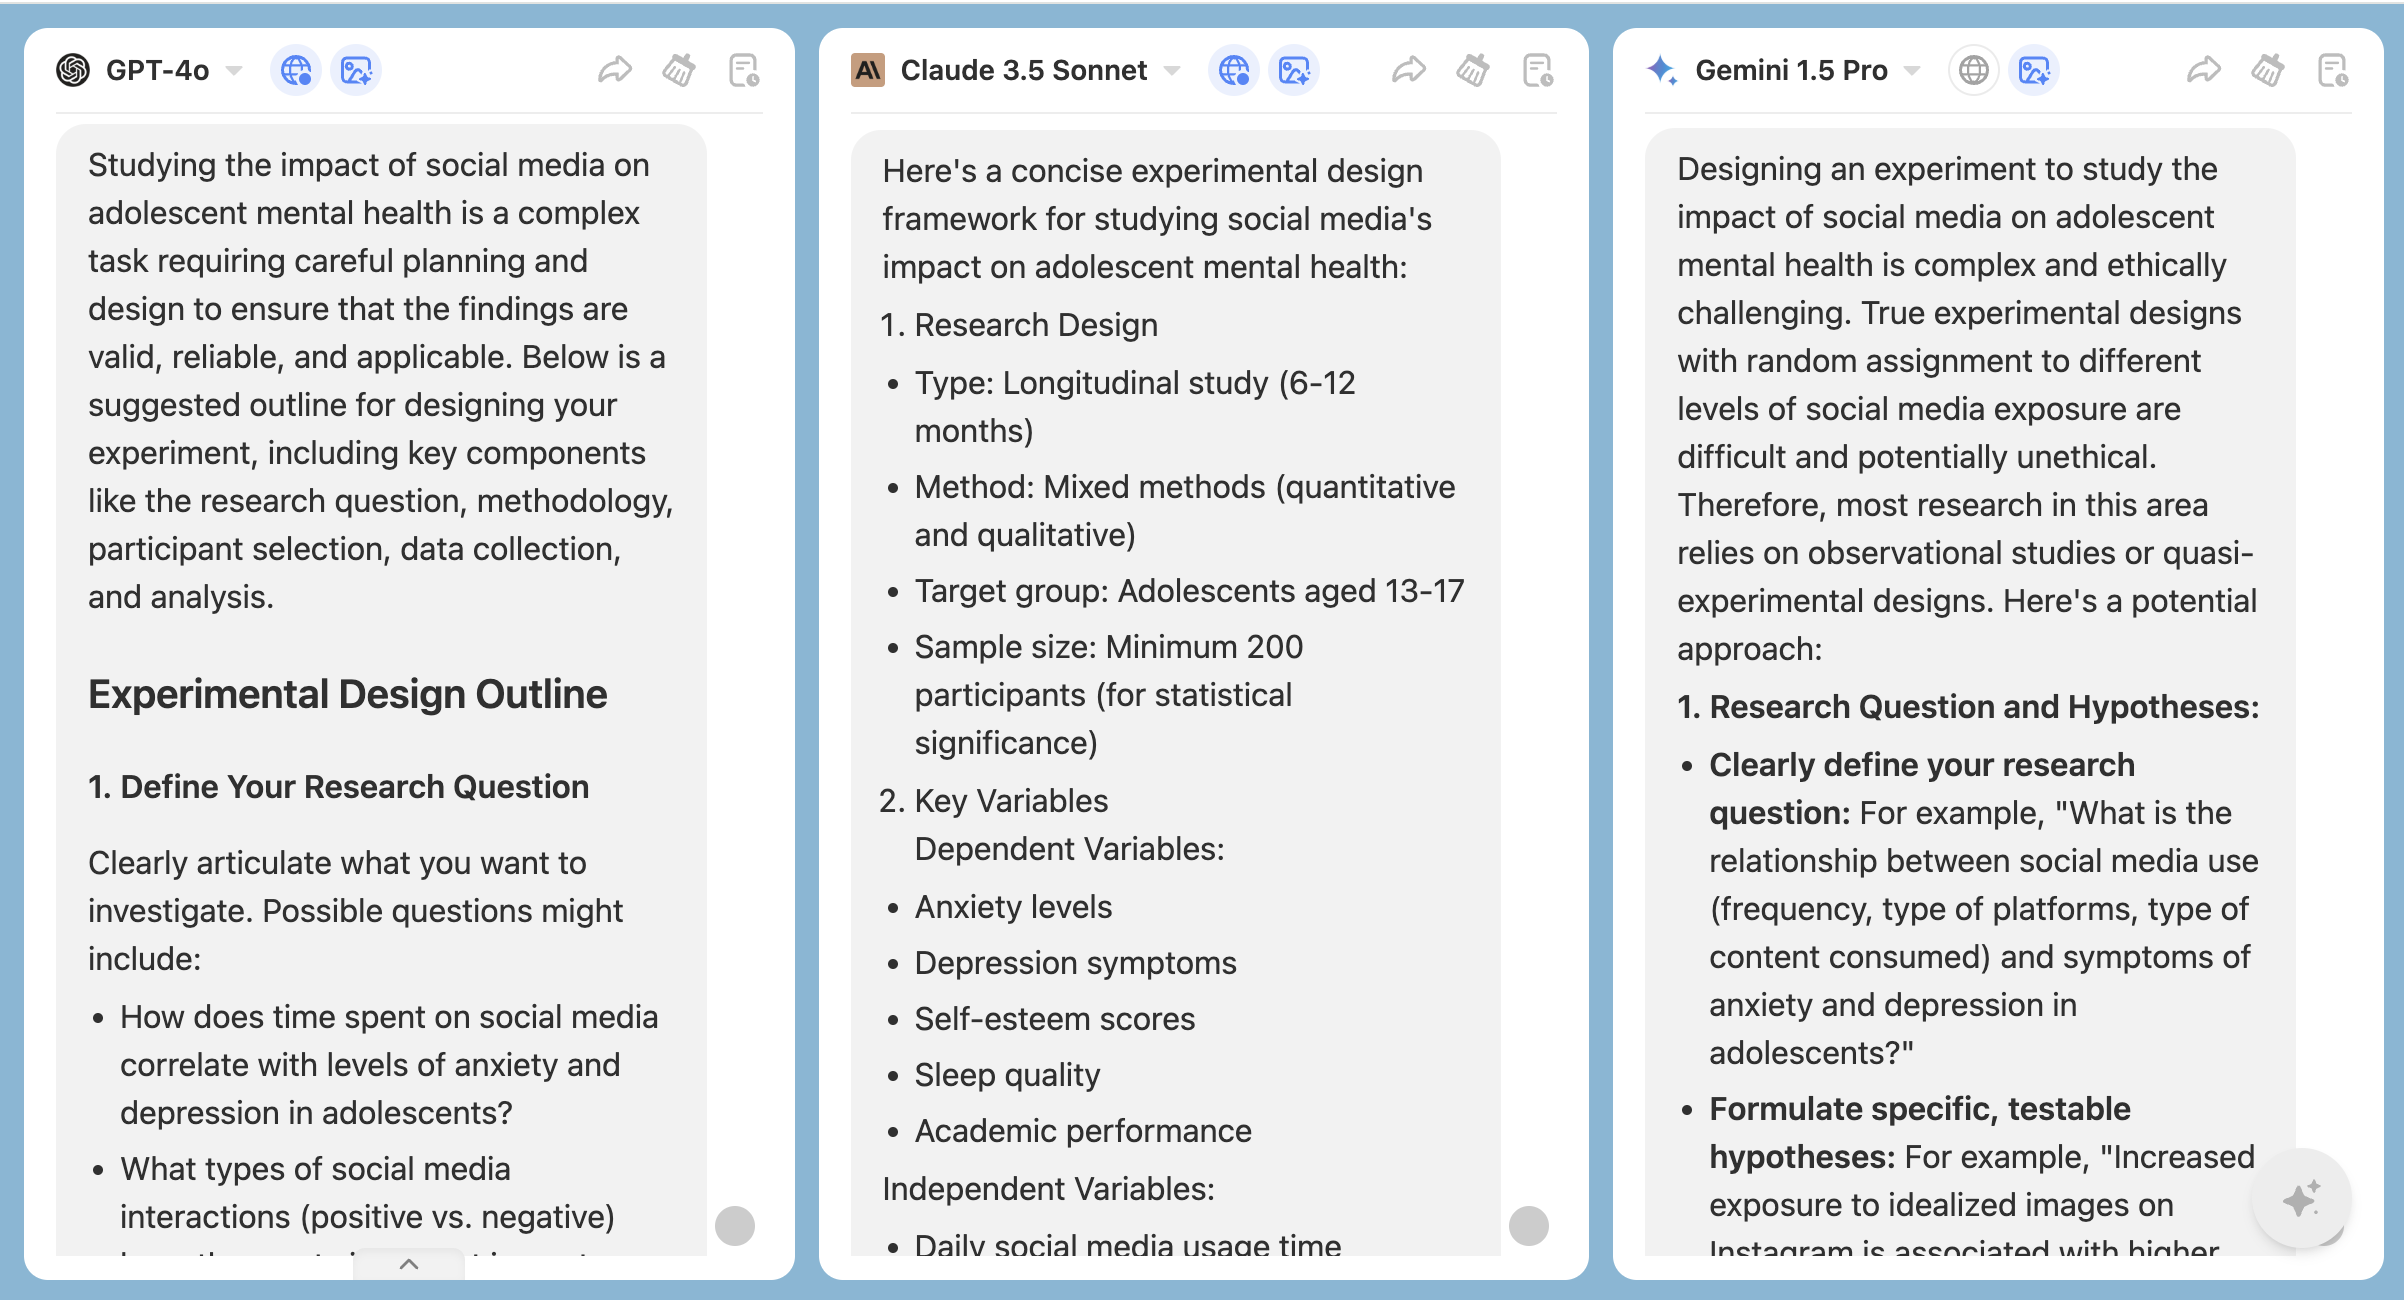 GPT-4o
Studying the impact of social media on
adolescent mental health is a complex
task requiring careful planning and
design to ensure that the findings are
valid, reliable, and applicable. Below is a
suggested outline for designing your
experiment, including key components
like the research question, methodology,
participant selection, data collection,
and analysis.
Experimental Design Outline
1. Define Your Research Question
Clearly articulate what you want to
investigate. Possible questions might
include:
• How does time spent on social media
correlate with levels of anxiety and
depression in adolescents?
• What types of social media
interactions (positive vs. negative)
Claude 3.5 Sonnet
Here's a concise experimental design
framework for studying social media's
impact on adolescent mental health:
1. Research Design
• Type: Longitudinal study (6-12
months)
• Method: Mixed methods (quantitative
and qualitative)
• Target group: Adolescents aged 13-17
• Sample size: Minimum 200
participants (for statistical
significance)
2. Key Variables
Dependent Variables:
• Anxiety levels
• Depression symptoms
• Self-esteem scores
• Sleep quality
• Academic performance
Independent Variables:
• Daily social media usage time
Gemini 1.5 Pro
Designing an experiment to study the
impact of social media on adolescent
mental health is complex and ethically
challenging. True experimental designs
with random assignment to different
levels of social media exposure are
difficult and potentially unethical.
Therefore, most research in this area
relies on observational studies or quasi-
experimental designs. Here's a potential
approach:
1. Research Question and Hypotheses:
• Clearly define your research
question: For example, "What is the
relationship between social media use
(frequency, type of platforms, type of
content consumed) and symptoms of
anxiety and depression in
adolescents?"
• Formulate specific, testable
hypotheses: For example, "Increased
exposure to idealized images on
Instagram is associated with higher